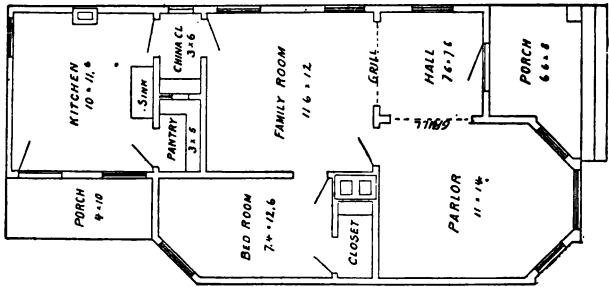 KITCHEN
10 = 11,6
CHINA CL
3 × 6
SINK
PANTRY
3 × 5
FAMILY ROOM
11 6 = 12
GRILL
HALL
7 6 = 7,6
PORCH
6 6 = 8
GRILL
PORCH
4 = 10
BED ROOM
7.4 = 12.6
CLOSET
PARLOR
11 = 14